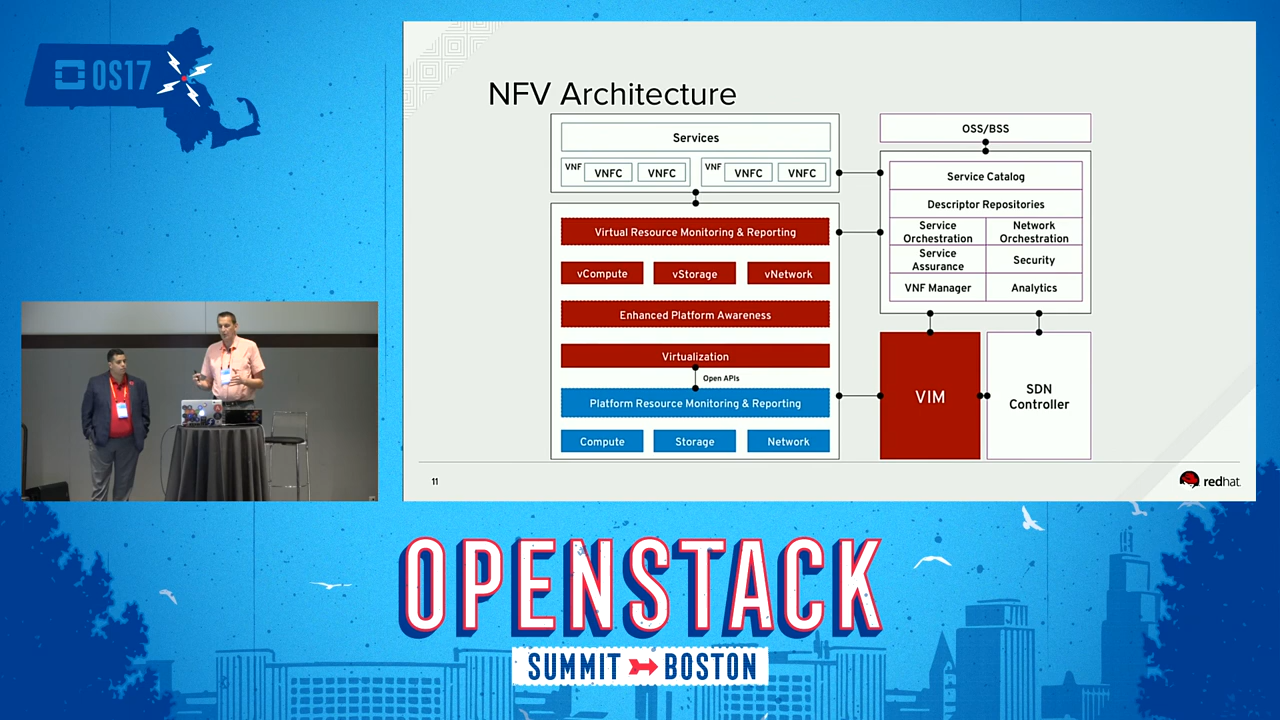 OS17
NFV Architecture
Services
VNF VNFC VNFC VNF VNFC VNFC
Virtual Resource Monitoring & Reporting
vCompute vStorage vNetwork
Enhanced Platform Awareness
Virtualization
Open APIs
Platform Resource Monitoring & Reporting
Compute Storage Network
OSS/BSS
Service Catalog
Descriptor Repositories
Service
Orchestration
Network
Orchestration
Service
Assurance
Security
VNF Manager
Analytics
VIM
SDN
Controller
11
redhat.
OPENSTACK
SUMMIT BOSTON